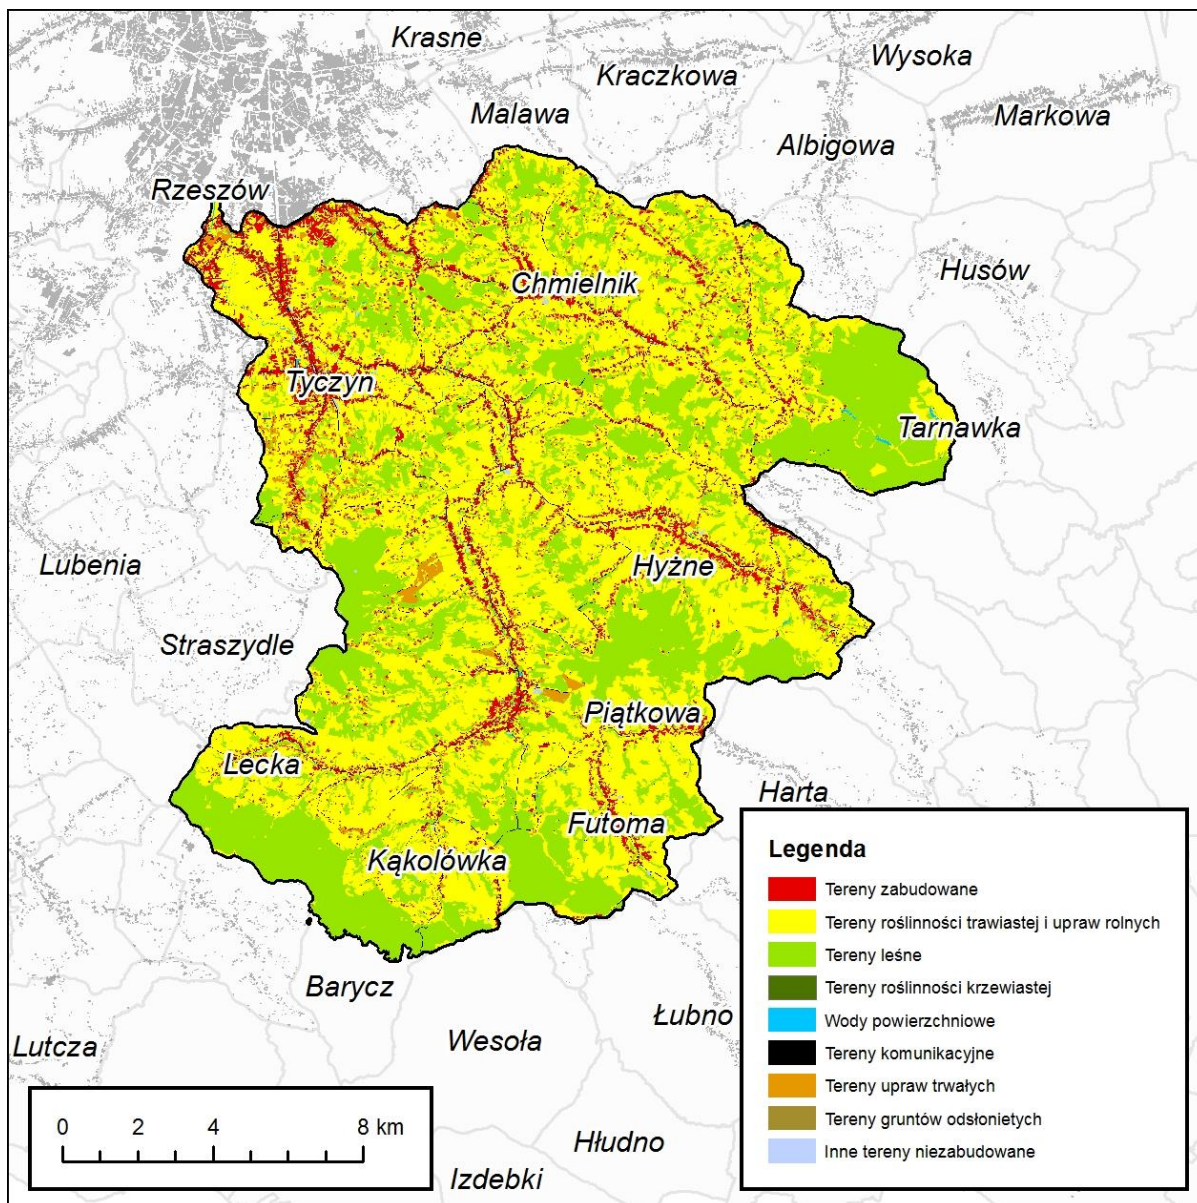 Krasne
Wysoka
Kraczkowa
Malawa
Markowa
Albigowa
Rzeszów
Husów
Chmielnik
Tyczyn
Tarnawka
Lubenia
Hyżne
Straszydle
Piątkowa
Lecka
Harta
Futoma
Kąkolówka
Barycz
Łubno
Wesoła
Lutcza
Hłudno
Izdebki
Legenda
Tereny zabudowane
Tereny roślinności trawiastej i upraw rolnych
Tereny leśne
Tereny roślinności krzewiastej
Wody powierzchniowe
Tereny komunikacyjne
Tereny upraw trwałych
Tereny gruntów odsłonietych
Inne tereny niezabudowane
0 2 4 8 km